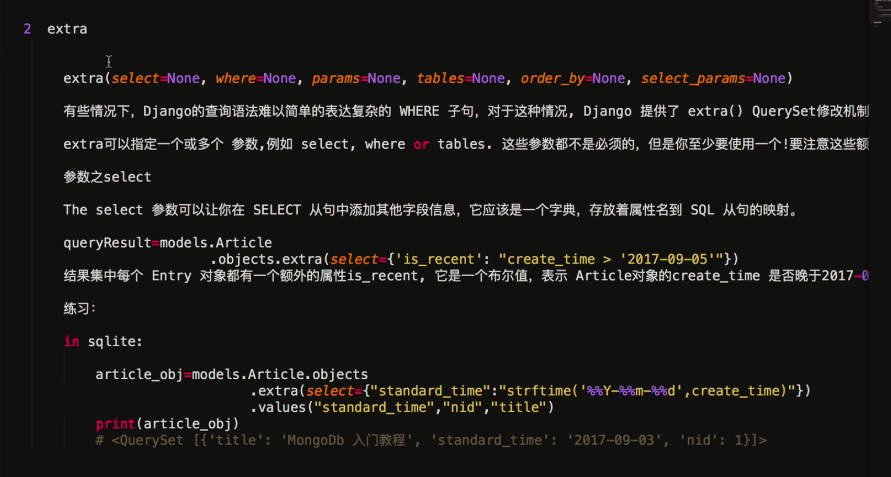 2 extra
extra(select=None, where=None, params=None, tables=None, order_by=None, select_params=None)
有些情况下，Django的查询语法难以简单的表达复杂的 WHERE 子句，对于这种情况, Django 提供了 extra() QuerySet修改机制
extra可以指定一个或多个 参数,例如 select, where or tables. 这些参数都不是必须的，但是你至少要使用一个!要注意这些额
参数之select
The select 参数可以让你在 SELECT 从句中添加其他字段信息，它应该是一个字典，存放着属性名到 SQL 从句的映射。
queryResult=models.Article
.objects.extra(select={'is_recent': "create_time > '2017-09-05'"})
结果集中每个 Entry 对象都有一个额外的属性is_recent, 它是一个布尔值，表示 Article对象的create_time 是否晚于2017-0
练习：
in sqlite:
article_obj=models.Article.objects
.extra(select={"standard_time":"strftime('%%Y-%%m-%%d',create_time)"})
.values("standard_time","nid","title")
print(article_obj)
# <QuerySet [{'title': 'MongoDb 入门教程', 'standard_time': '2017-09-03', 'nid': 1}]>